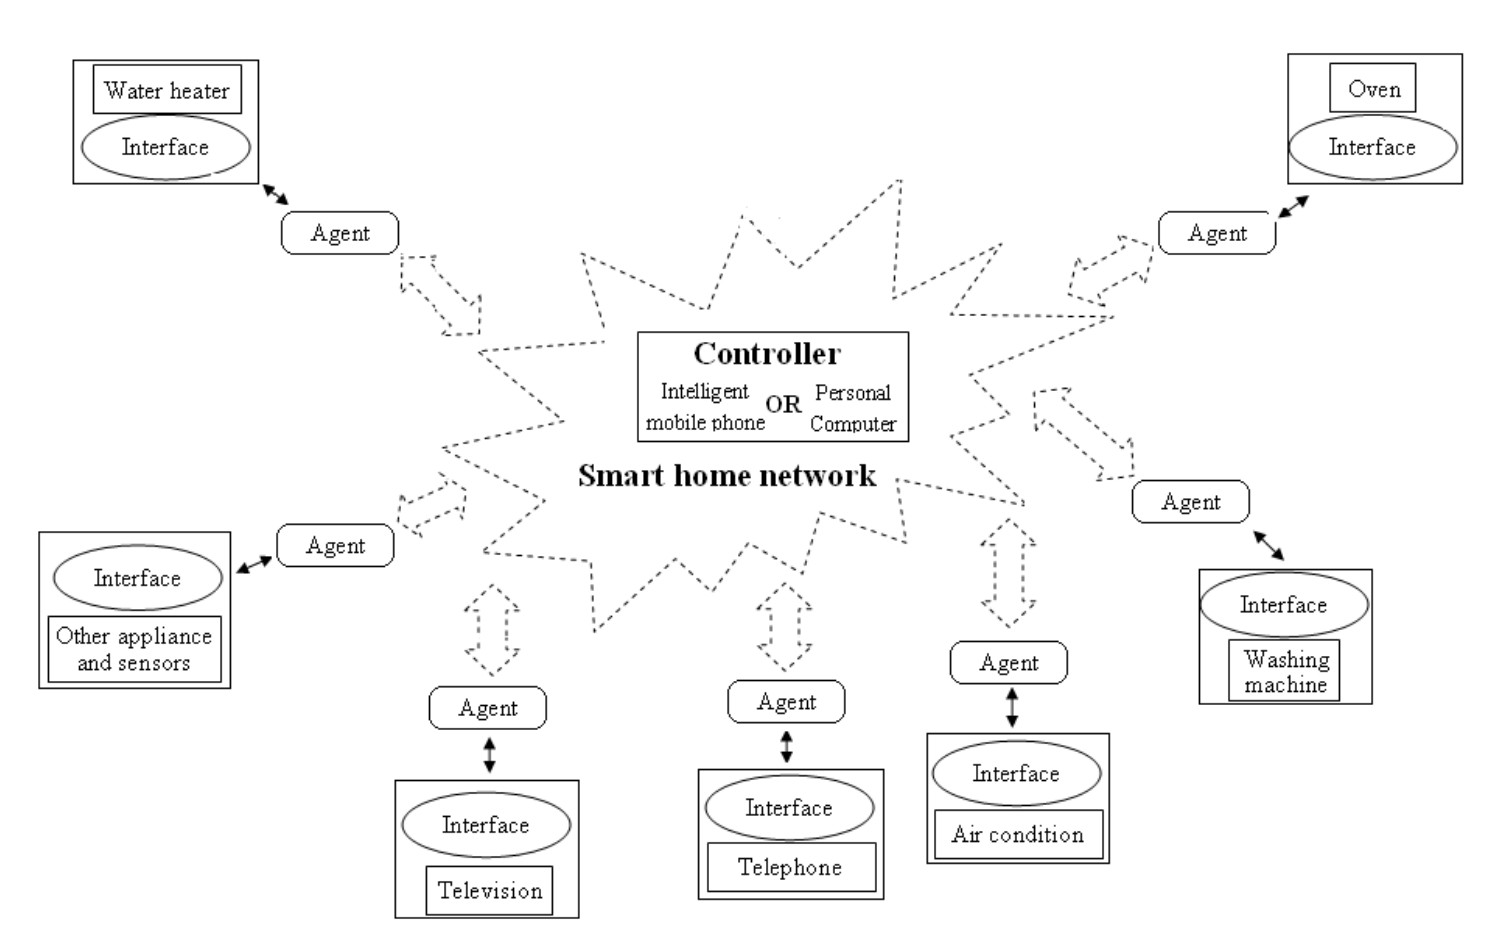 Water heater
Interface
Agent
Oven
Interface
Agent
Controller
Intelligent
mobile phone
OR
Personal
Computer
Smart home network
Agent
Interface
Other appliance
and sensors
Agent
Interface
Washing
machine
Agent
Interface
Television
Agent
Interface
Telephone
Agent
Interface
Air condition